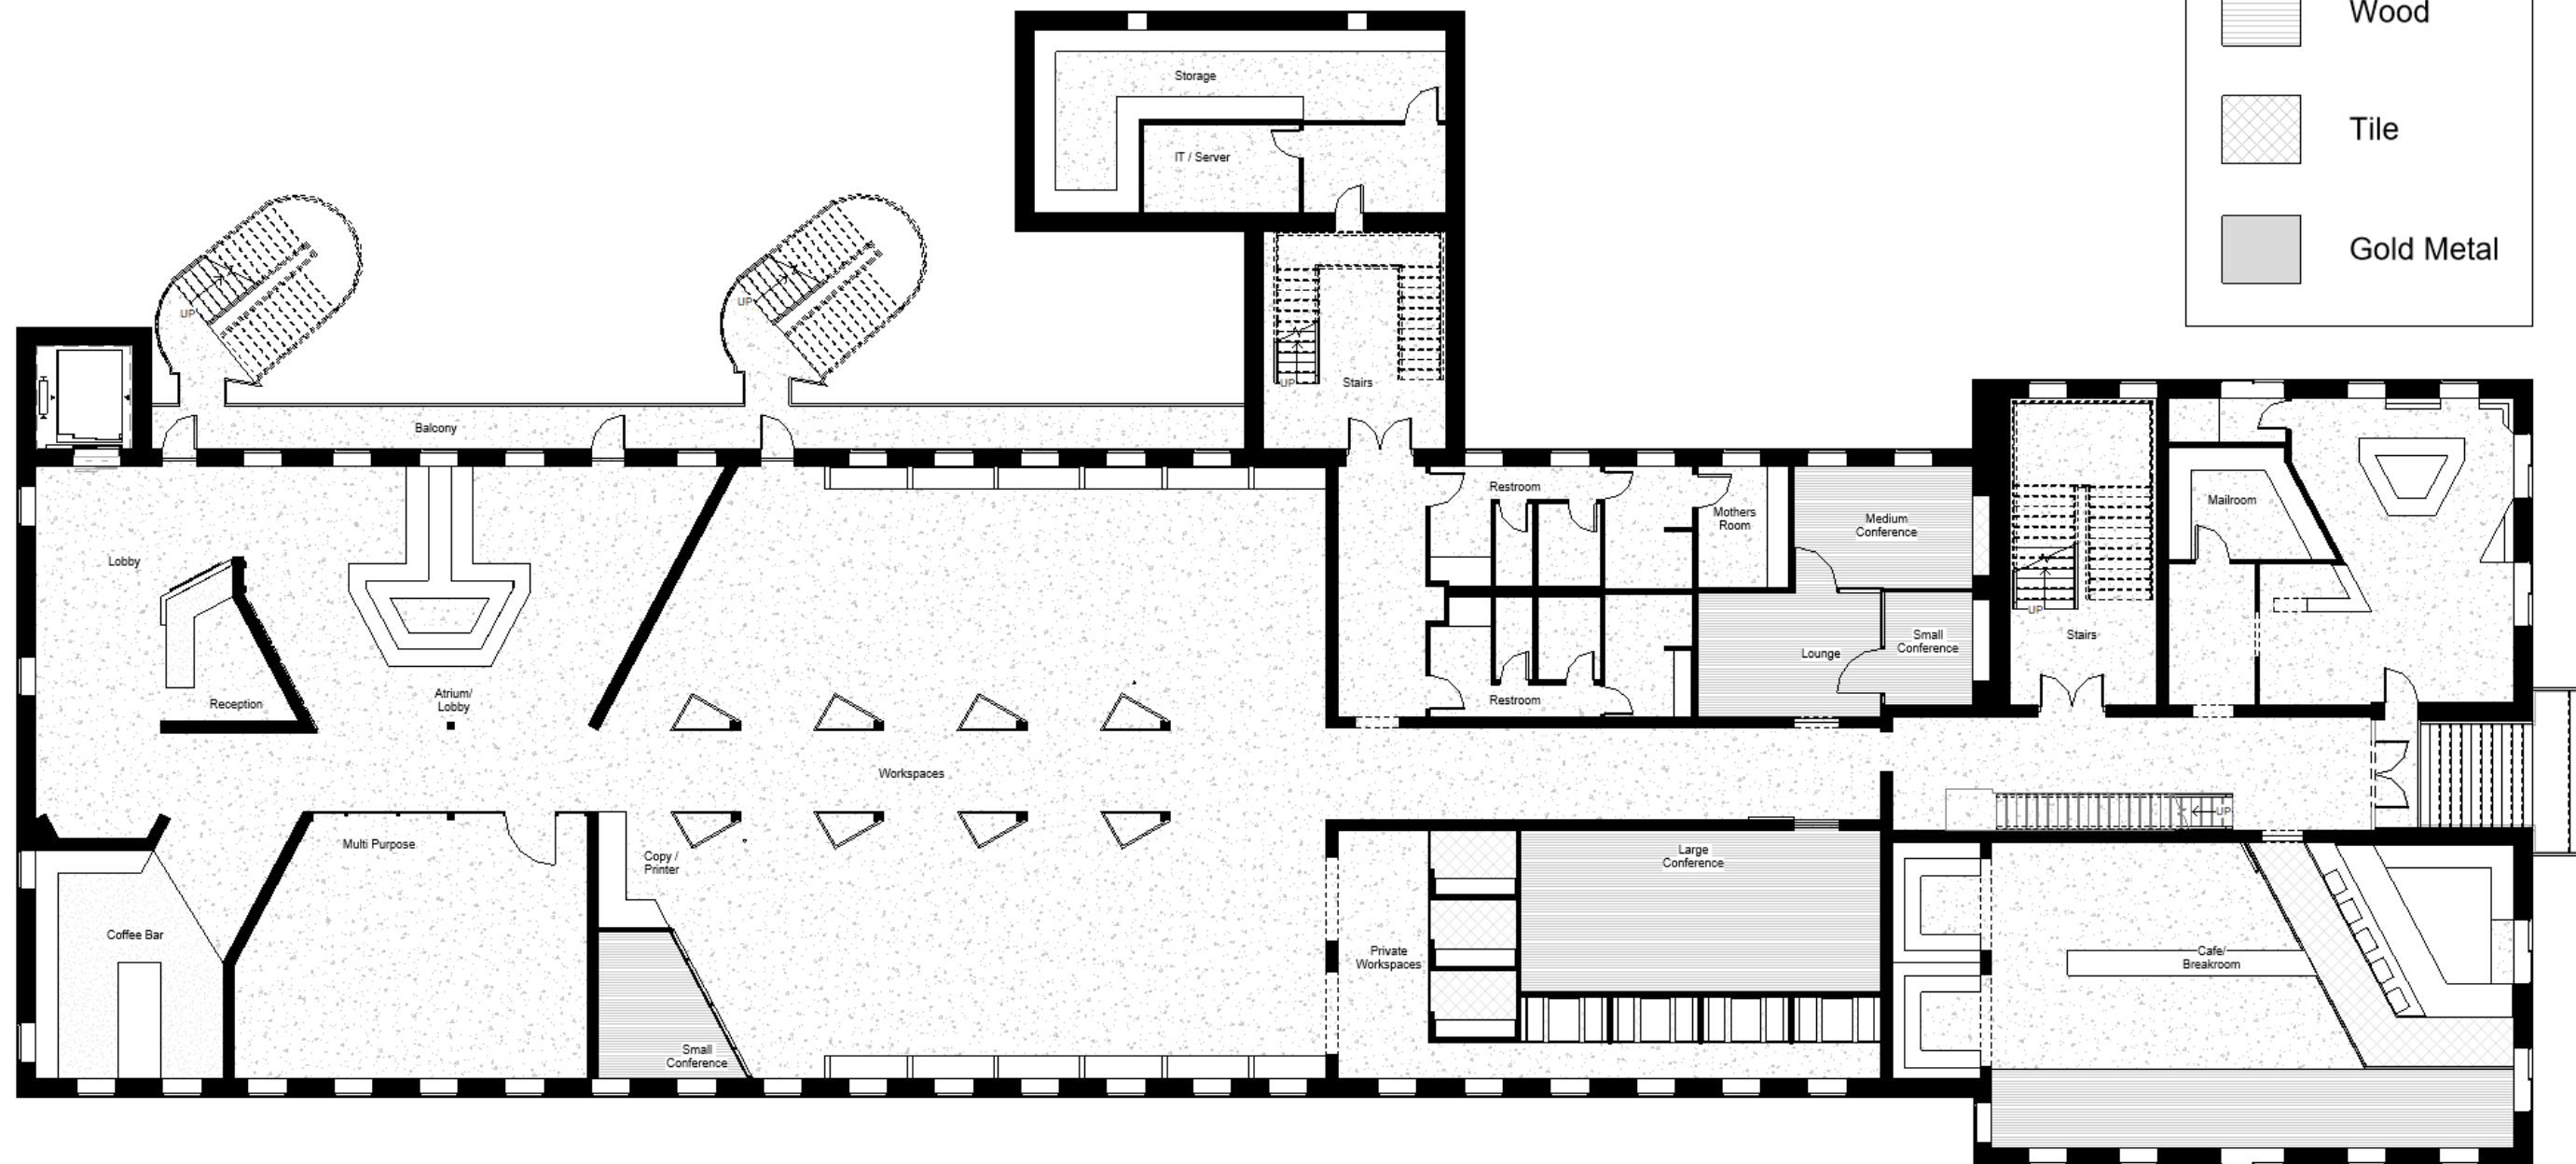 Wood
Tile
Gold Metal
Storage
IT / Server
UP
UP
UP
Stairs
Balcony
Restroom
Mothers
Room
Medium
Conference
Mailroom
Lobby
UP
Stairs
Small
Conference
Lounge
Reception
Atrium/
Lobby
Restroom
Workspaces
UP
Multi Purpose
Copy /
Printer
Large
Conference
Coffee Bar
Private
Workspaces
Cafe/
Breakroom
Small
Conference